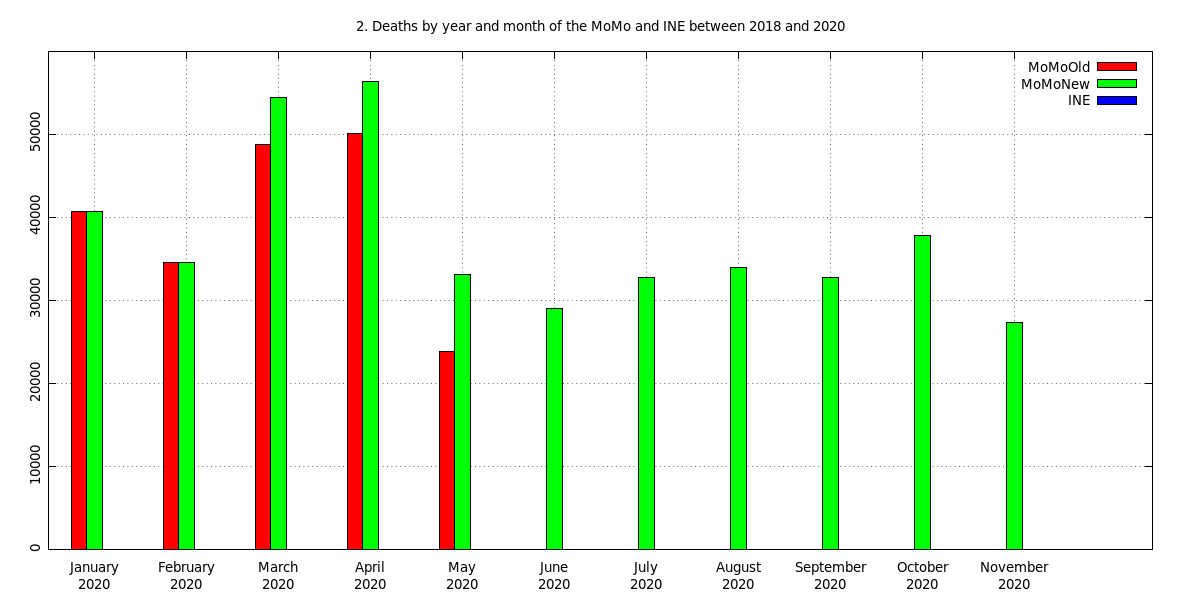 2. Deaths by year and month of the MoMo and INE between 2018 and 2020
MoMoOld
MoMoNew
INE
50000
40000
30000
20000
10000
0
January February March April May June July August September October November
2020 2020 2020 2020 2020 2020 2020 2020 2020 2020 2020